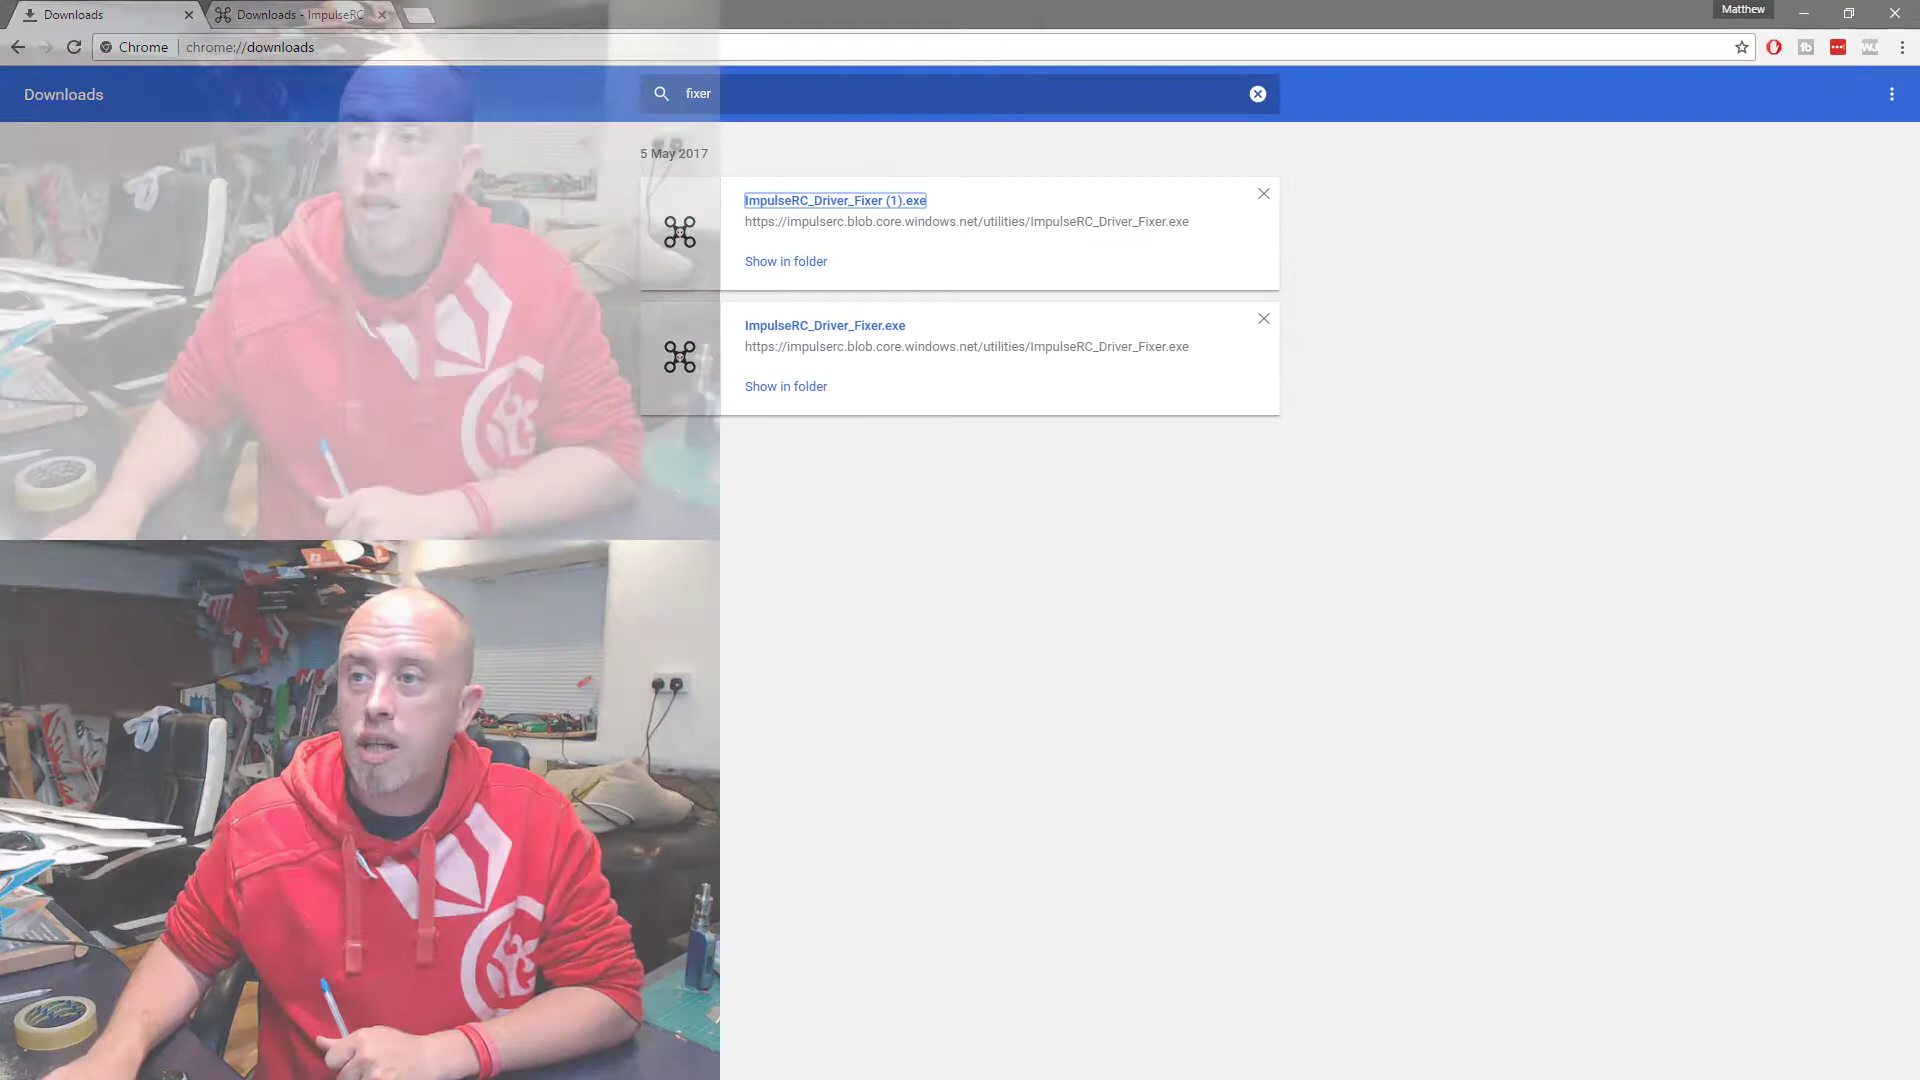 Downloads
Downloads - ImpulseRC
Matthew
Chrome
chrome://downloads
Downloads
fixer
5 May 2017
ImpulseRC_Driver_Fixer (1).exe
https://impulserc.blob.core.windows.net/utilities/ImpulseRC_Driver_Fixer.exe
Show in folder
ImpulseRC_Driver_Fixer.exe
https://impulserc.blob.core.windows.net/utilities/ImpulseRC_Driver_Fixer.exe
Show in folder